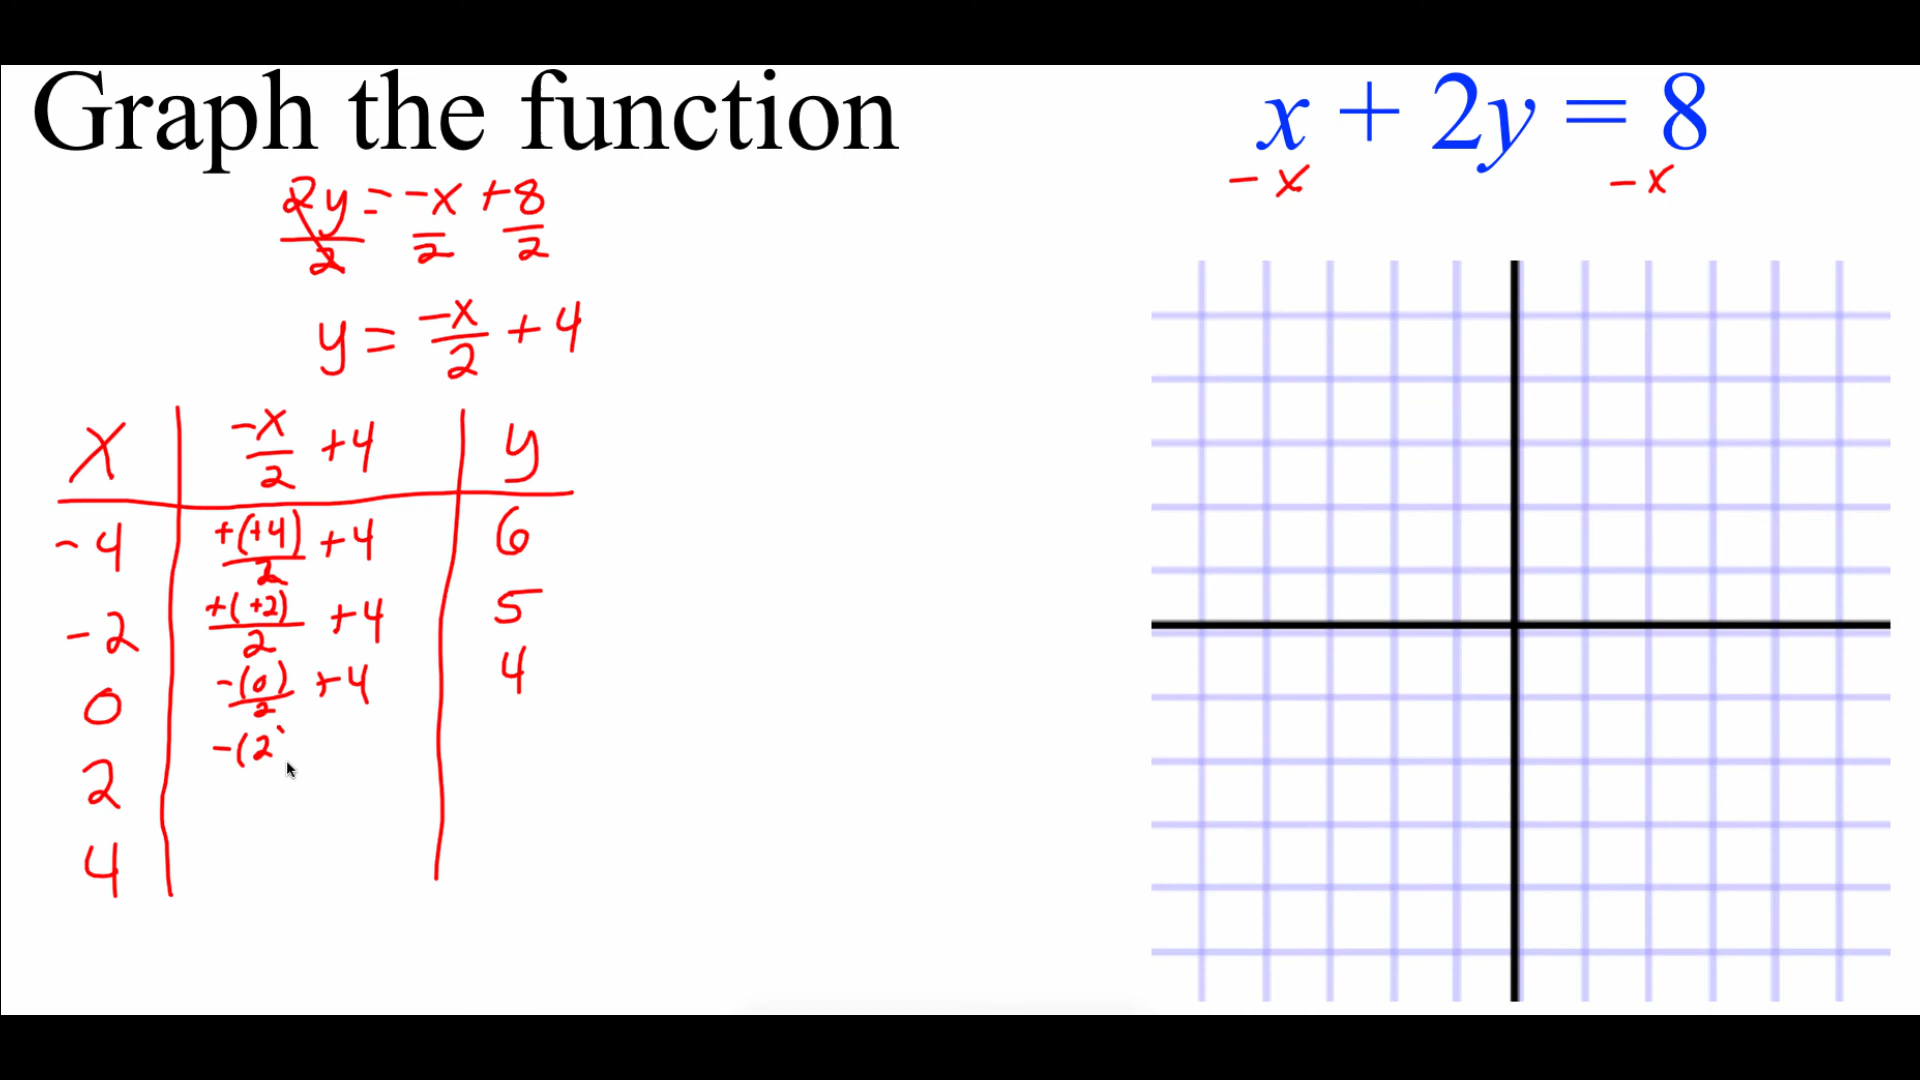 Graph the function
x + 2y = 8
- x - x
2y = -x + 8
2 2 2
y = -x/2 + 4
x | -x/2 + 4 | y
-4 | +(+4)/2 + 4 | 6
-2 | +(+2)/2 + 4 | 5
0 | -(0)/2 + 4 | 4
2 | -(2
4